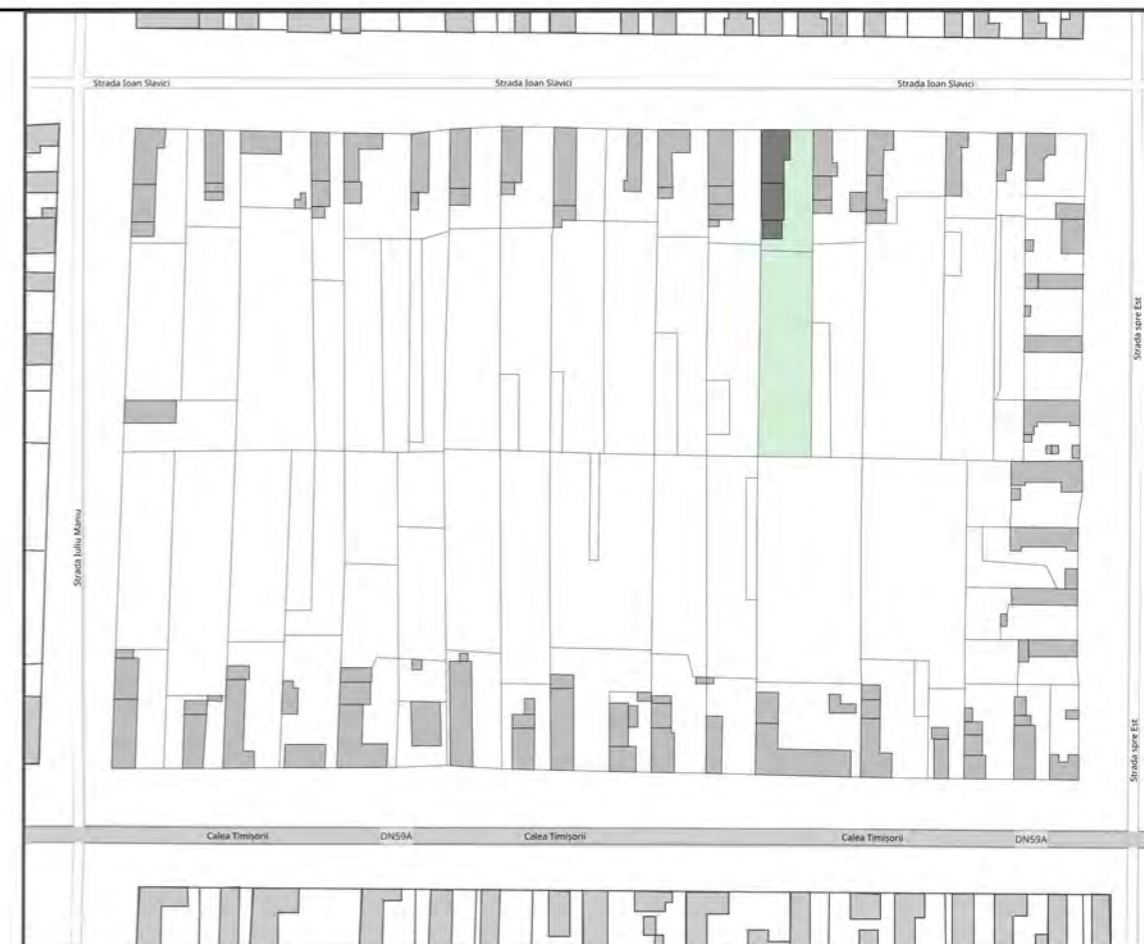 Strada Ioan Slavici
Strada Ioan Slavici
Strada Ioan Slavici
Strada spre Est
Strada Iuliu Maniu
Strada spre Est
Calea Timișorii
DN59A
Calea Timișorii
Calea Timișorii
DN59A